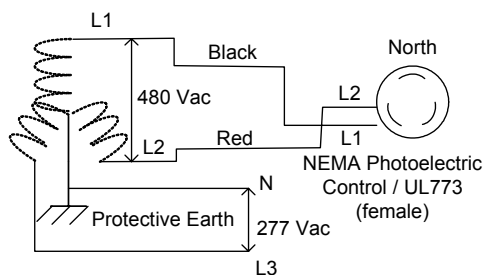 L1
Black
North
480 Vac
L2
L2
Red
L1
NEMA Photoelectric
Control / UL773
(female)
N
Protective Earth
277 Vac
L3